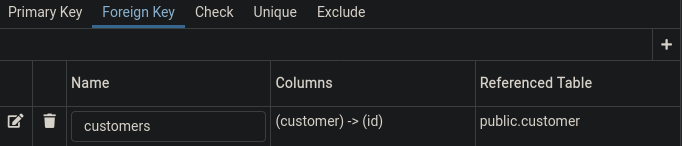 Primary Key Foreign Key Check Unique Exclude
+
Name Columns Referenced Table
customers (customer) -> (id) public.customer